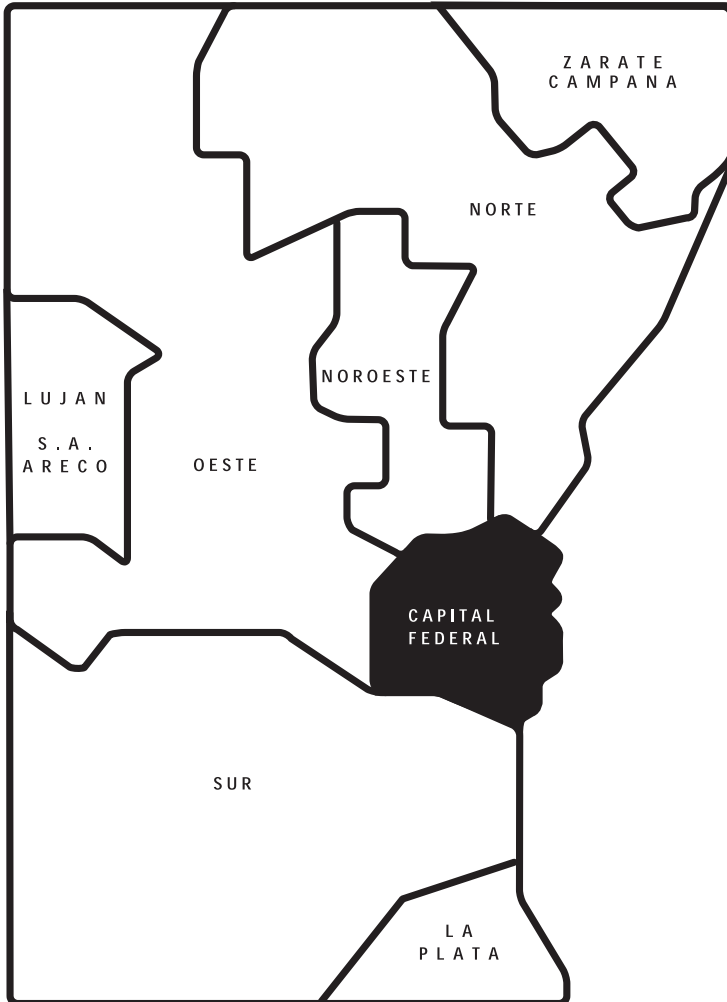 ZARATE
CAMPANA
NORTE
NOROESTE
LUJAN
S.A.
ARECO
OESTE
CAPITAL
FEDERAL
SUR
LA
PLATA